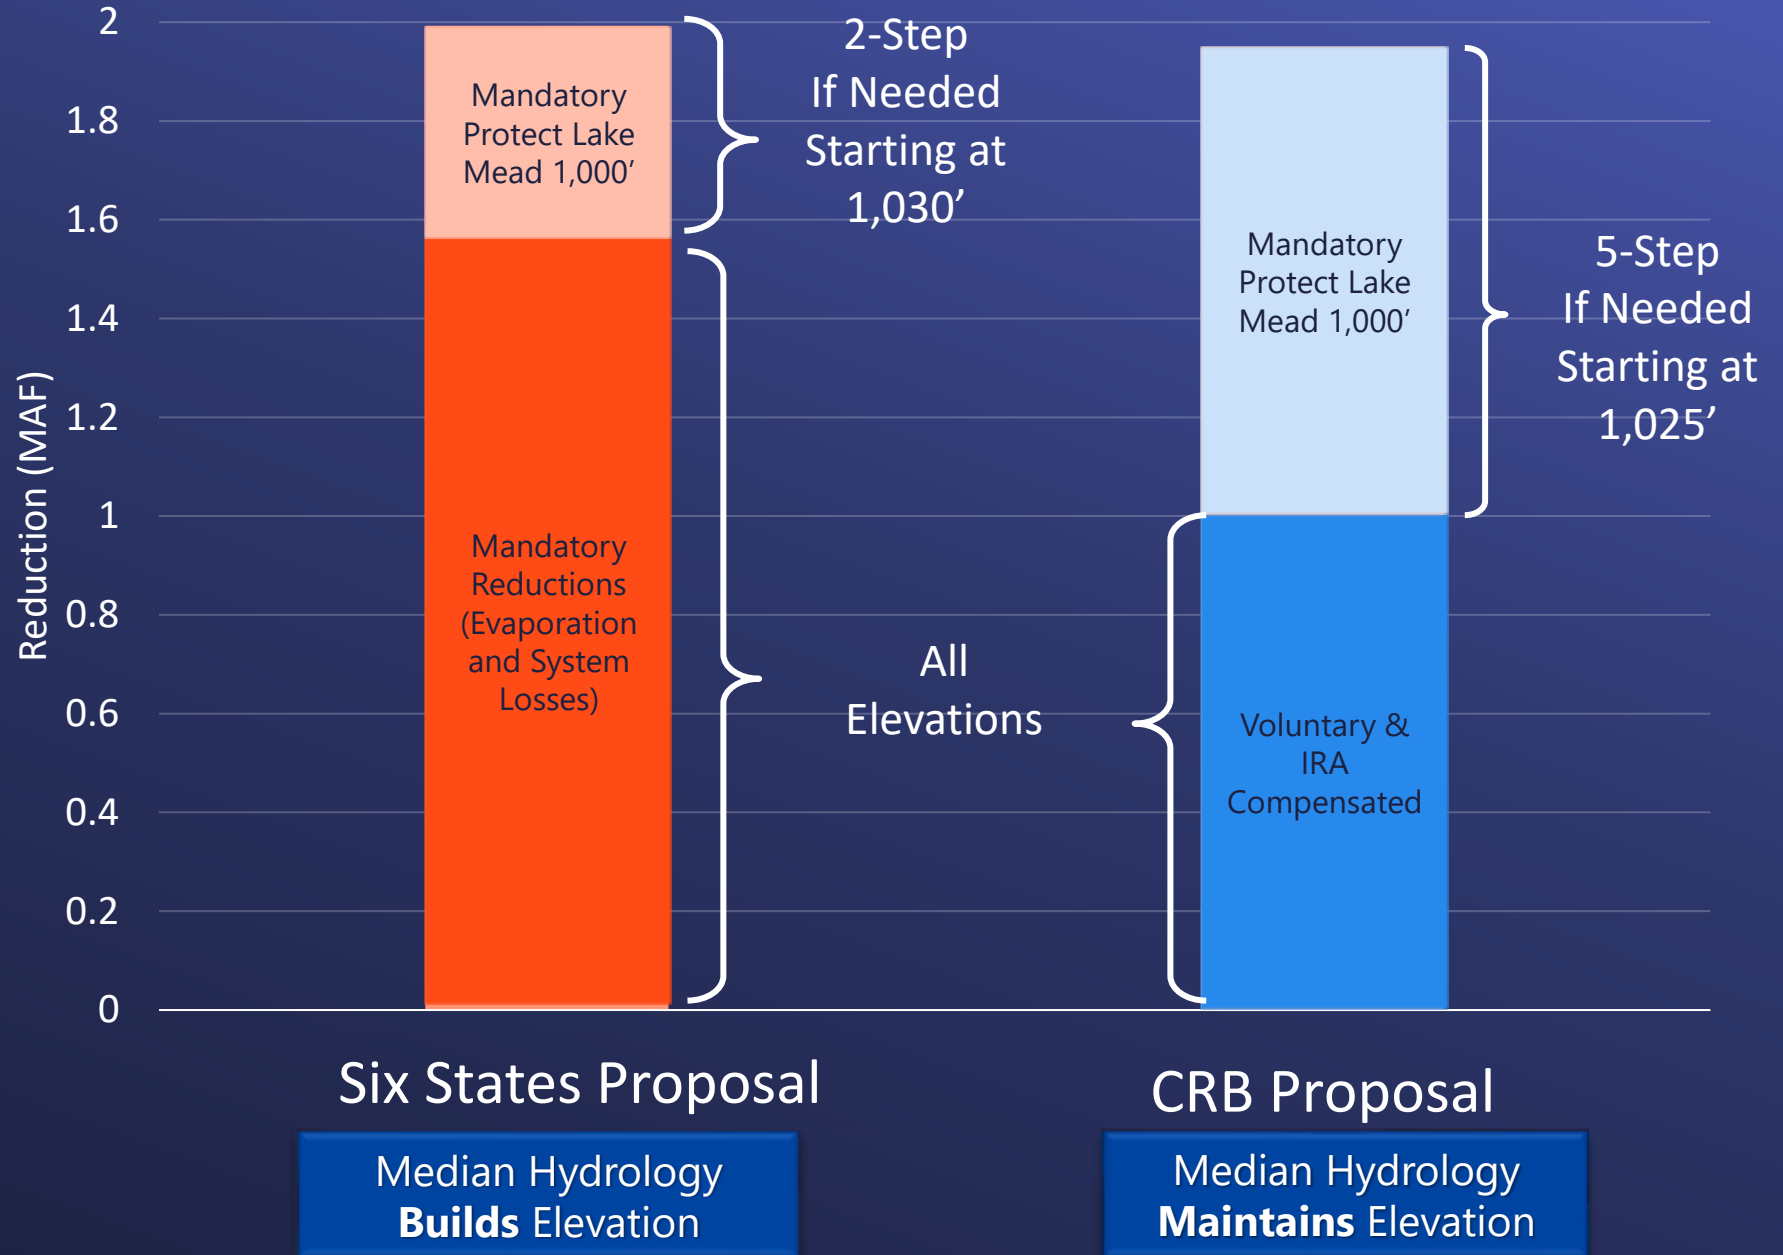 Reduction (MAF)
2
1.8
1.6
1.4
1.2
1
0.8
0.6
0.4
0.2
0
Mandatory
Protect Lake
Mead 1,000’
2-Step
If Needed
Starting at
1,030’
Mandatory
Reductions
(Evaporation
and System
Losses)
All
Elevations
Mandatory
Protect Lake
Mead 1,000’
5-Step
If Needed
Starting at
1,025’
Voluntary &
IRA
Compensated
Six States Proposal
Median Hydrology
Builds Elevation
CRB Proposal
Median Hydrology
Maintains Elevation